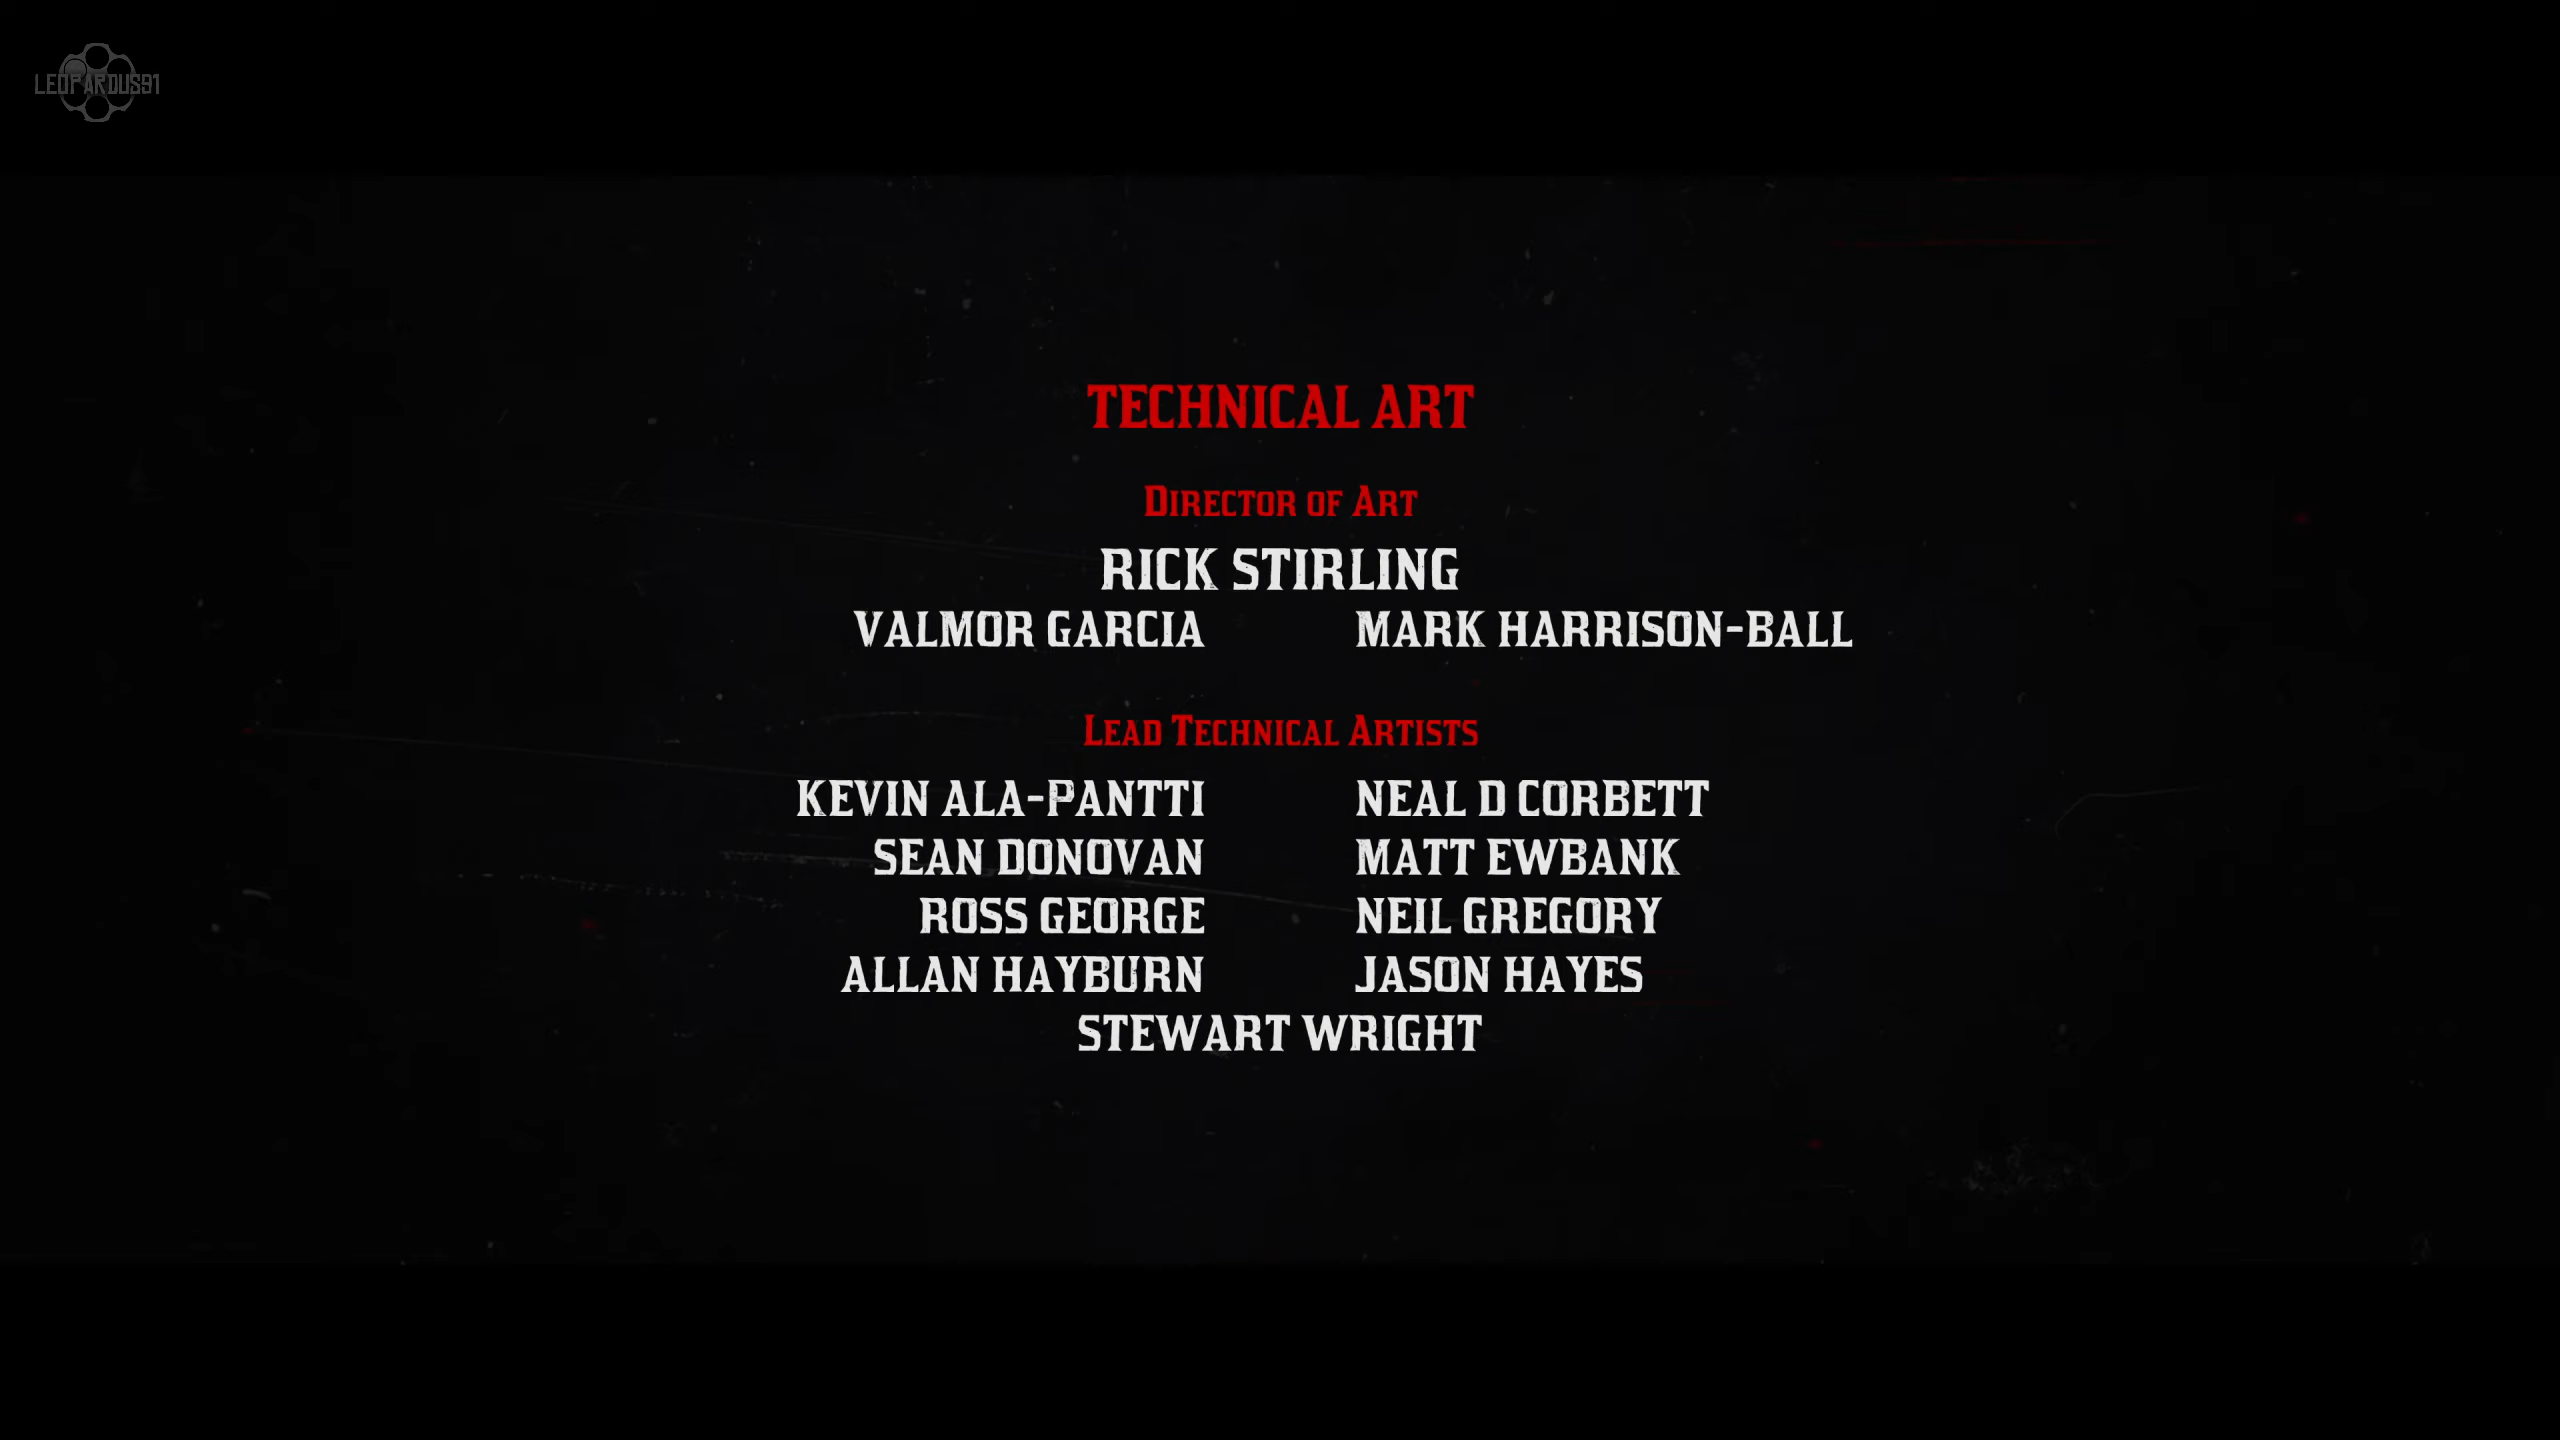 LEOPARDUS91
TECHNICAL ART
DIRECTOR OF ART
RICK STIRLING
VALMOR GARCIA MARK HARRISON-BALL
LEAD TECHNICAL ARTISTS
KEVIN ALA-PANTTI NEAL D CORBETT
SEAN DONOVAN MATT EWBANK
ROSS GEORGE NEIL GREGORY
ALLAN HAYBURN JASON HAYES
STEWART WRIGHT